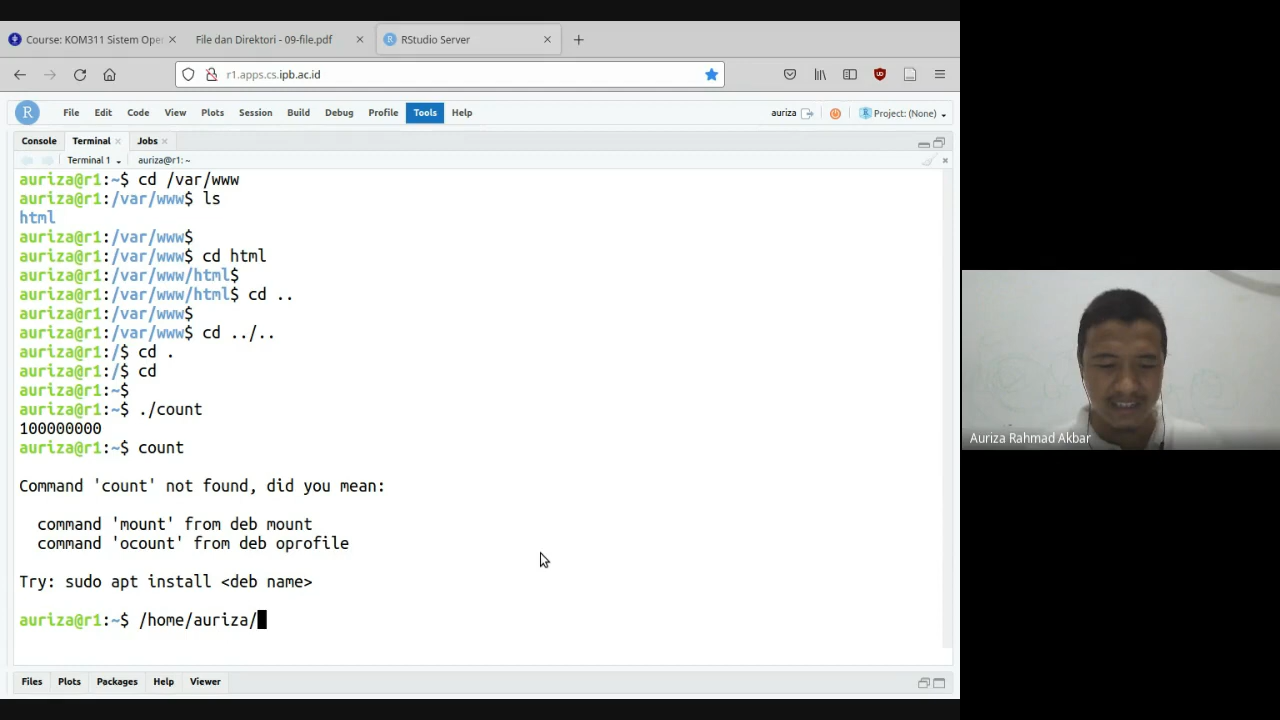 Course: KOM311 Sistem Oper
File dan Direktori - 09-file.pdf
RStudio Server
r1.apps.cs.ipb.ac.id
File Edit Code View Plots Session Build Debug Profile Tools Help
auriza
Project: (None)
Console Terminal Jobs
Terminal 1 auriza@r1: ~
auriza@r1:~$ cd /var/www
auriza@r1:/var/www$ ls
html
auriza@r1:/var/www$
auriza@r1:/var/www$ cd html
auriza@r1:/var/www/html$
auriza@r1:/var/www/html$ cd ..
auriza@r1:/var/www$
auriza@r1:/var/www$ cd ../..
auriza@r1:/$ cd .
auriza@r1:/$ cd
auriza@r1:~$
auriza@r1:~$ ./count
100000000
auriza@r1:~$ count
Command 'count' not found, did you mean:
command 'mount' from deb mount
command 'ocount' from deb oprofile
Try: sudo apt install <deb name>
auriza@r1:~$ /home/auriza/
Files Plots Packages Help Viewer
Auriza Rahmad Akbar